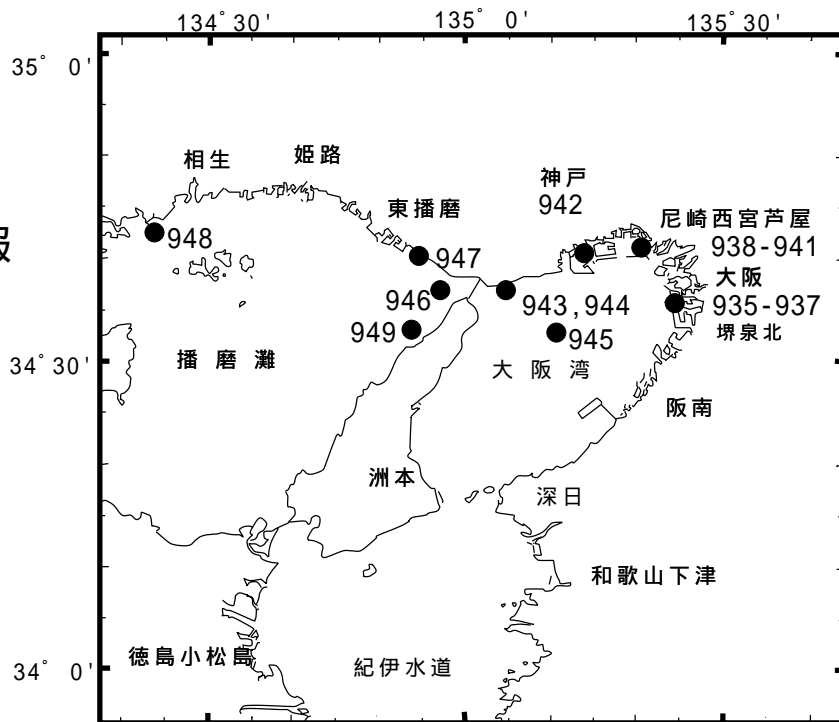 134° 30' 135° 0' 135° 30'
35° 0'
相生
姫路
神戸
942
東播磨
尼崎西宮芦屋
938-941
報
948
947
大阪
935-937
946
943,944
堺泉北
949
945
34° 30'
播磨灘
大阪湾
阪南
洲本
深日
和歌山下津
徳島小松島
紀伊水道
34° 0'